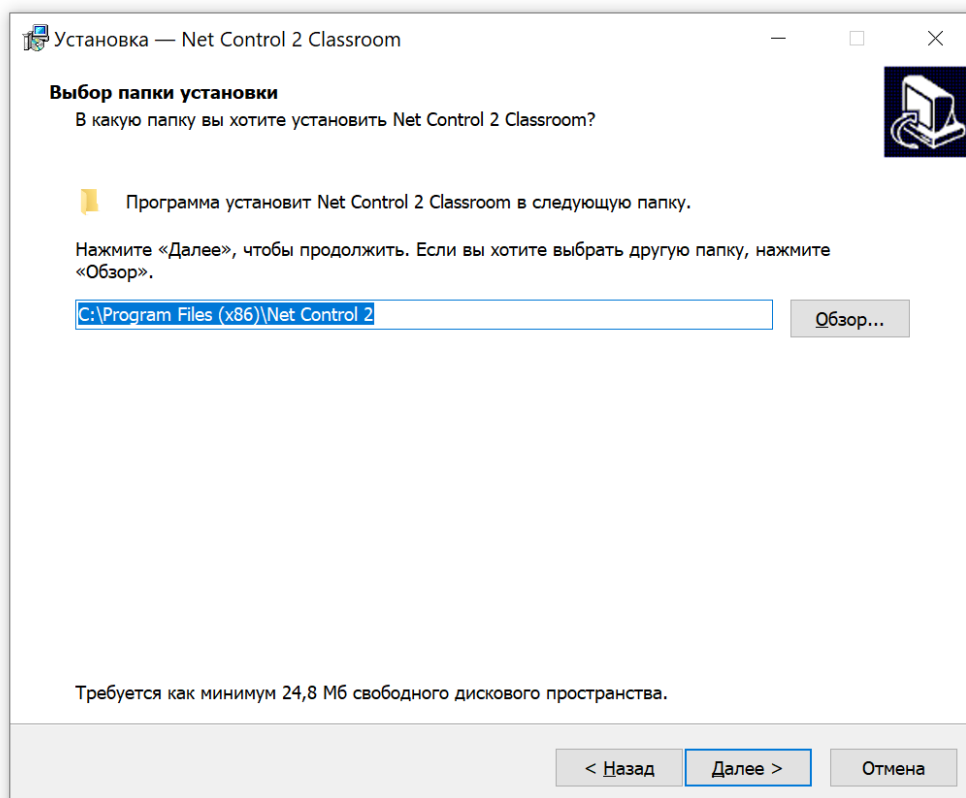 Установка — Net Control 2 Classroom
Выбор папки установки
В какую папку вы хотите установить Net Control 2 Classroom?
Программа установит Net Control 2 Classroom в следующую папку.
Нажмите «Далее», чтобы продолжить. Если вы хотите выбрать другую папку, нажмите
«Обзор».
C:\Program Files (x86)\Net Control 2
Обзор...
Требуется как минимум 24,8 Мб свободного дискового пространства.
< Назад
Далее >
Отмена